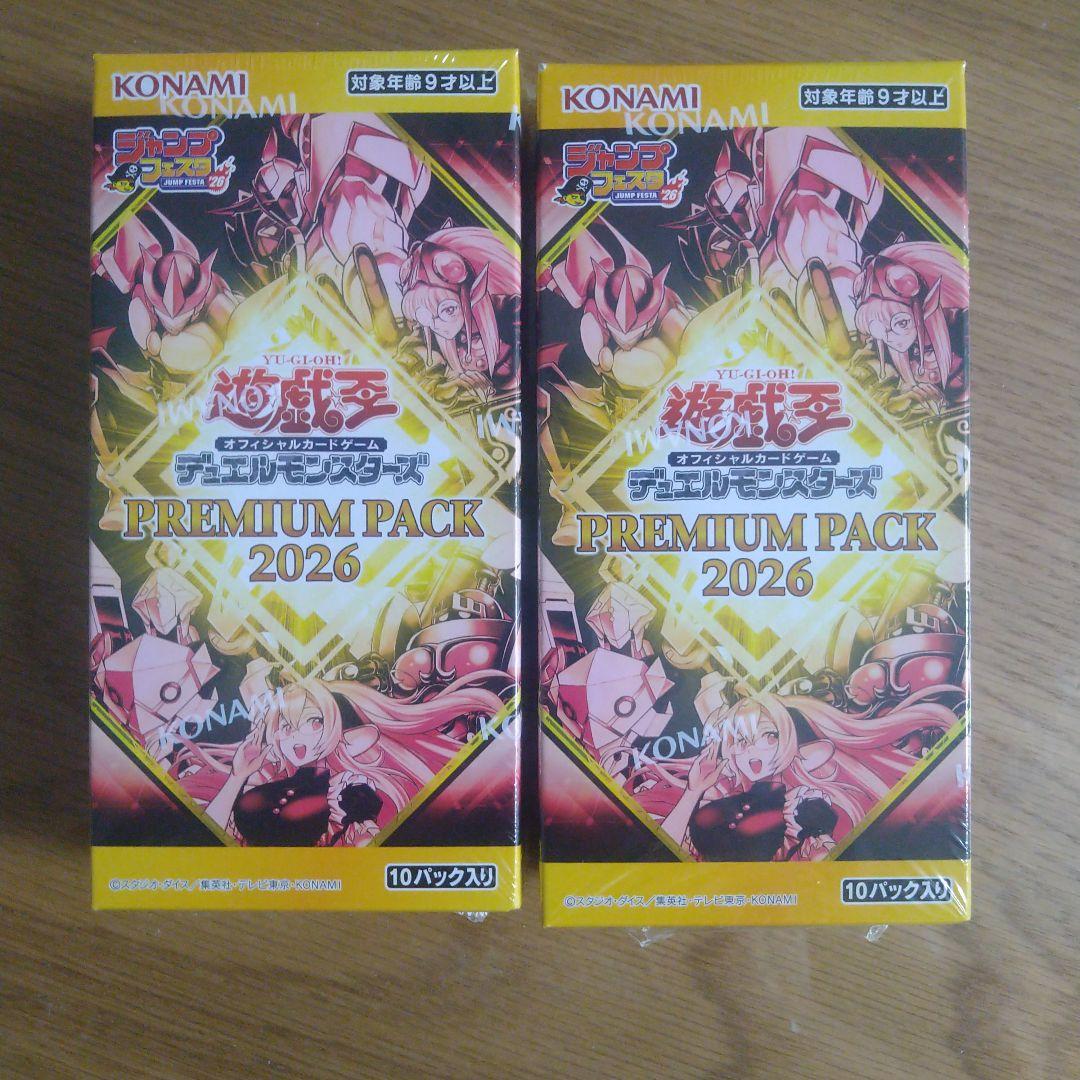 KONAMI
対象年齢9才以上
KONAMI
ジャンプ
フェスタ
JUMP FESTA
'26
YU-GI-OH!
遊戯王
KONAMI
オフィシャルカードゲーム
デュエルモンスターズ
PREMIUM PACK
2026
KONAMI
©スタジオ・ダイス/集英社・テレビ東京・KONAMI
10パック入り
KONAMI
対象年齢9才以上
KONAMI
ジャンプ
フェスタ
JUMP FESTA
'26
YU-GI-OH!
遊戯王
KONAMI
オフィシャルカードゲーム
デュエルモンスターズ
PREMIUM PACK
2026
KONAMI
©スタジオ・ダイス/集英社・テレビ東京・KONAMI
10パック入り